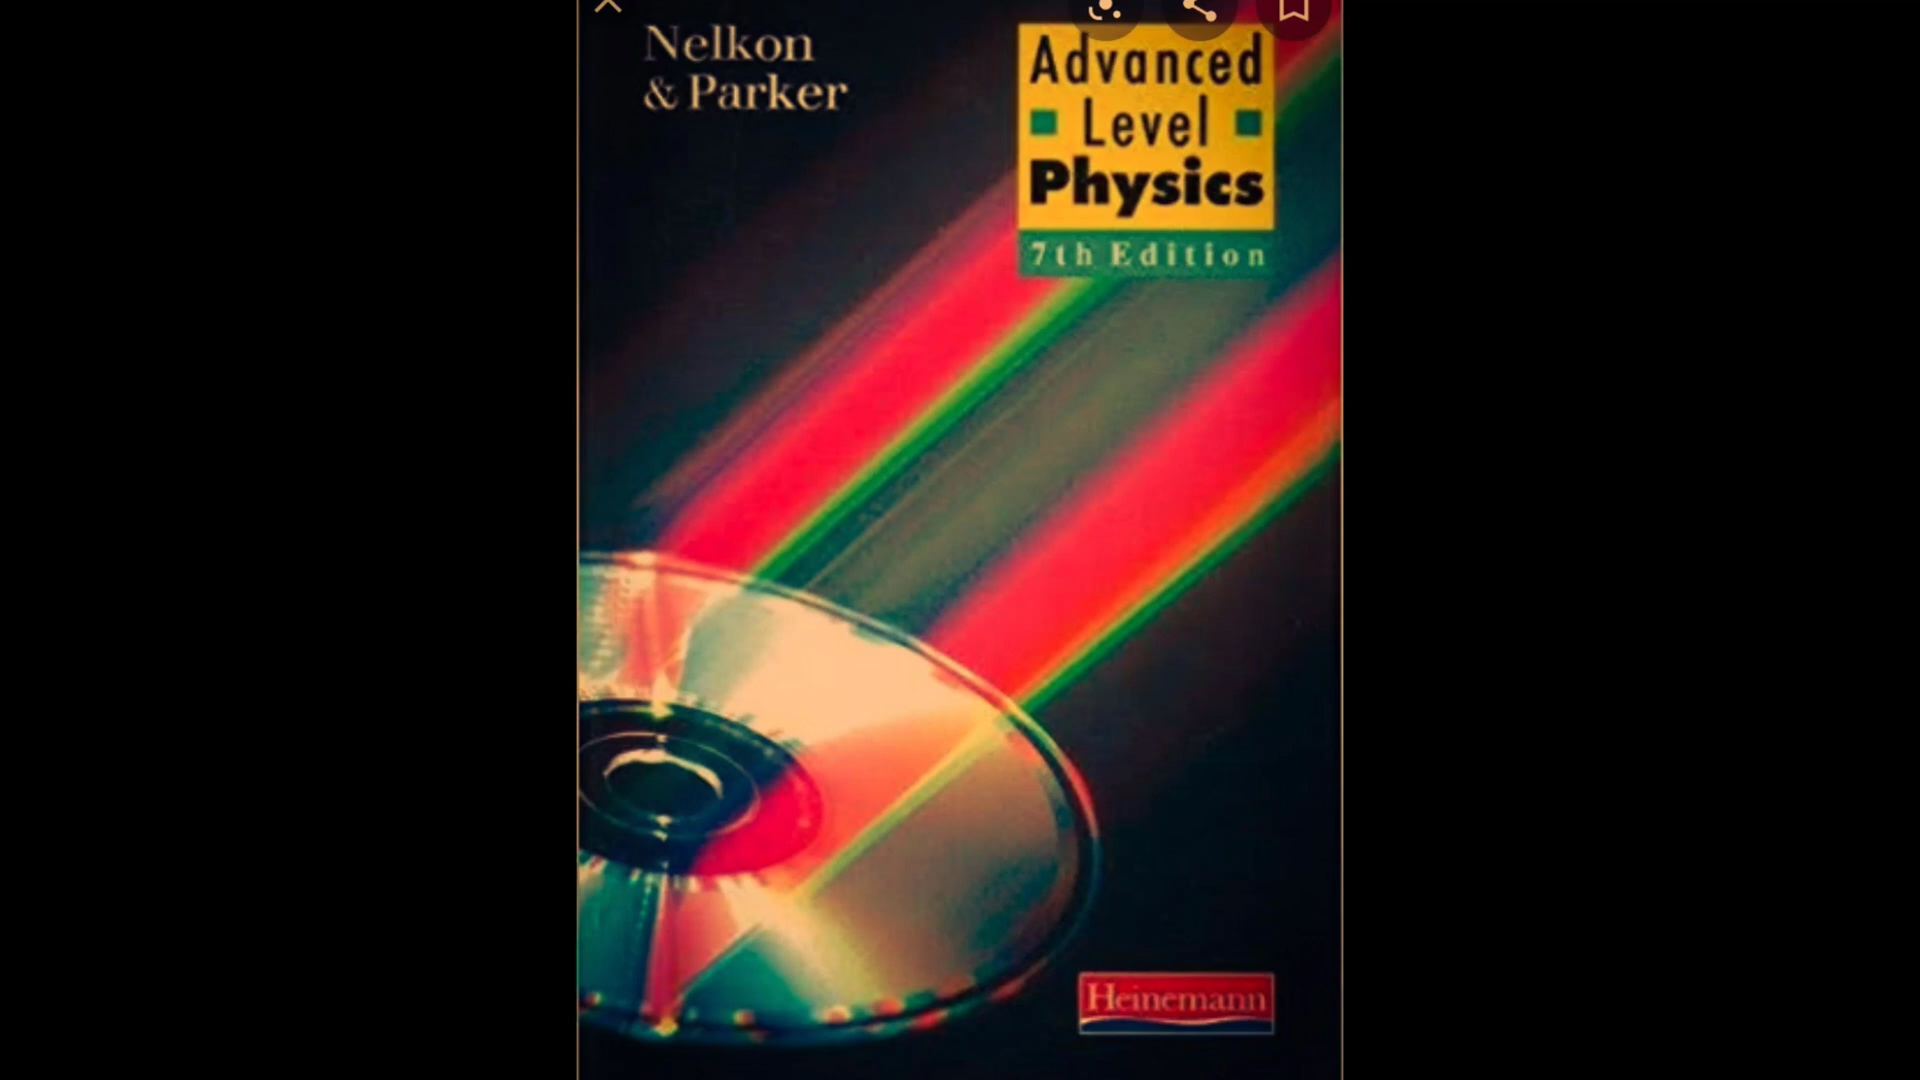 Nelkon
& Parker
Advanced
Level
Physics
7th Edition
Heinemann